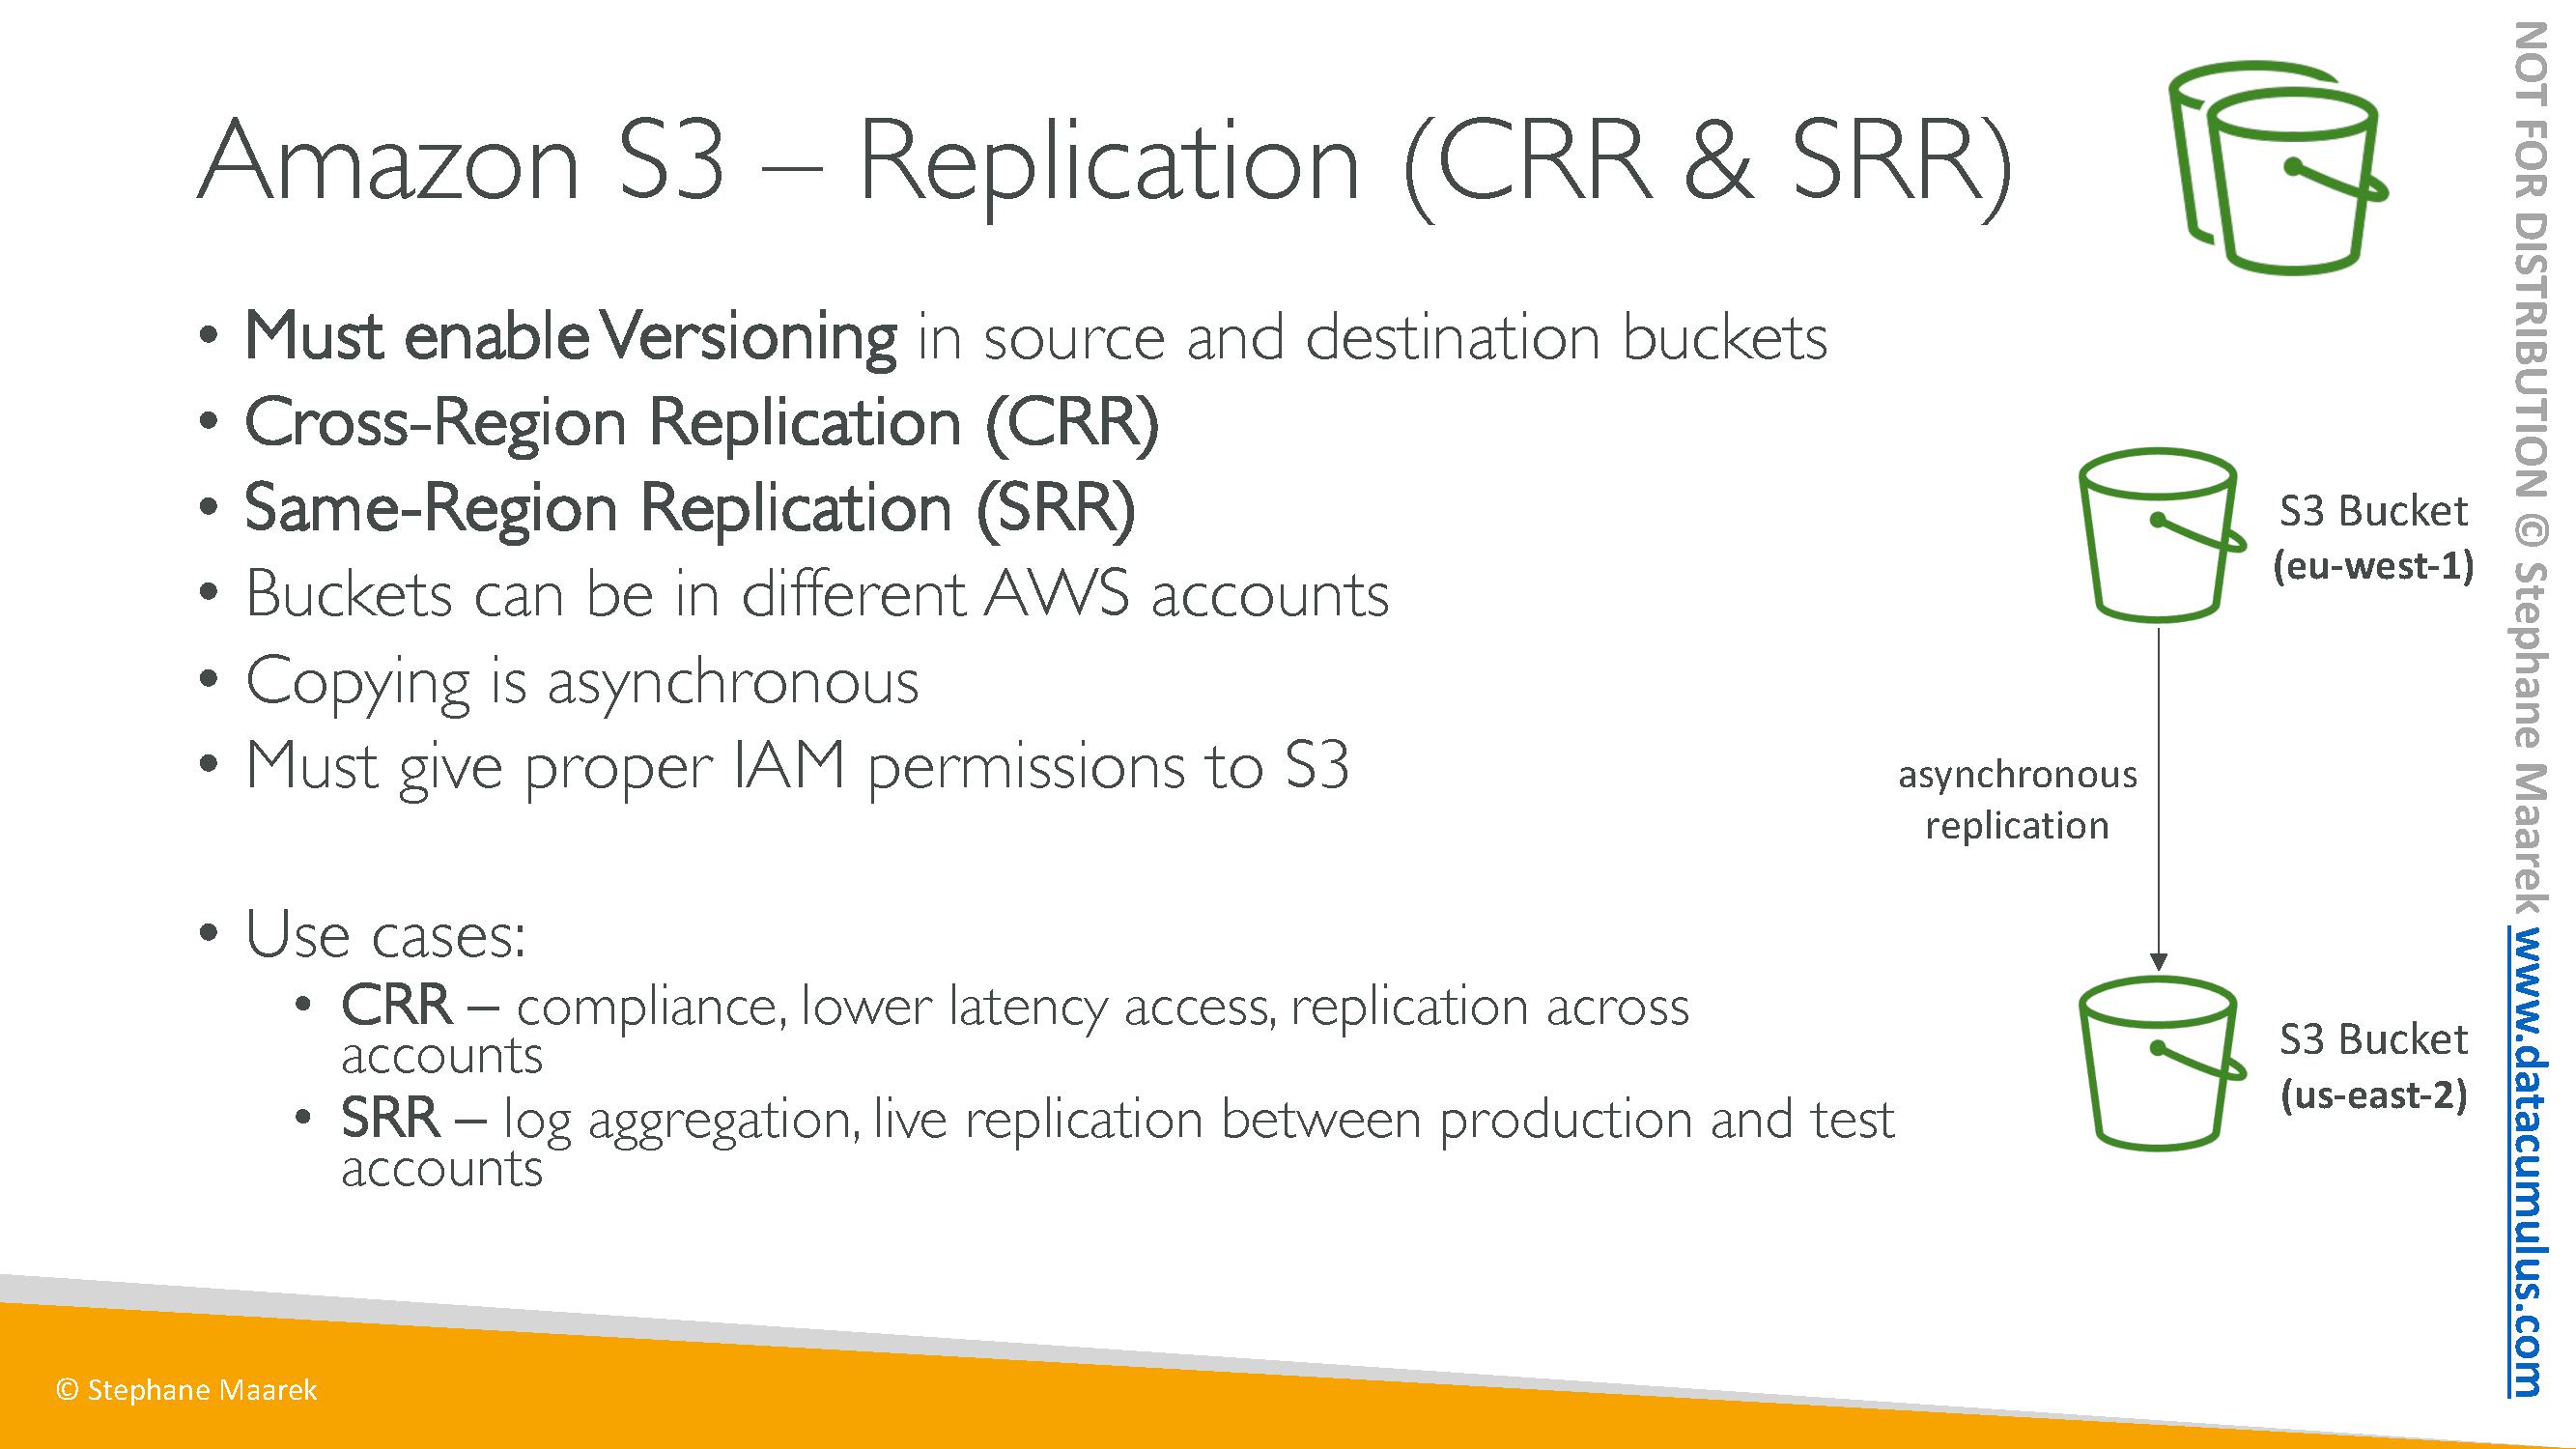 Amazon S3 – Replication (CRR & SRR)
• Must enable Versioning in source and destination buckets
• Cross-Region Replication (CRR)
• Same-Region Replication (SRR)
• Buckets can be in different AWS accounts
• Copying is asynchronous
• Must give proper IAM permissions to S3
• Use cases:
• CRR – compliance, lower latency access, replication across
accounts
• SRR – log aggregation, live replication between production and test
accounts
S3 Bucket
(eu-west-1)
asynchronous
replication
S3 Bucket
(us-east-2)
© Stephane Maarek
NOT FOR DISTRIBUTION © Stephane Maarek www.datacumulus.com